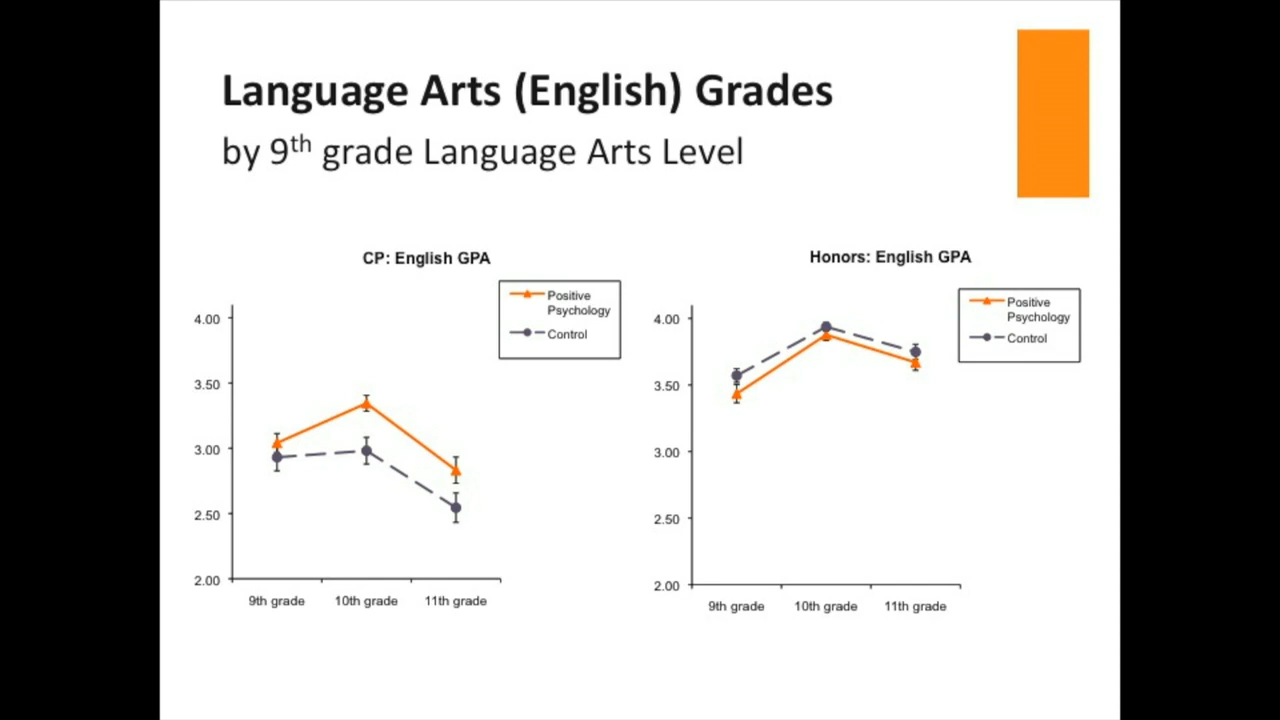 Language Arts (English) Grades
by 9th grade Language Arts Level
CP: English GPA
Positive
Psychology
Control
4.00
3.50
3.00
2.50
2.00
9th grade 10th grade 11th grade
Honors: English GPA
Positive
Psychology
Control
4.00
3.50
3.00
2.50
2.00
9th grade 10th grade 11th grade